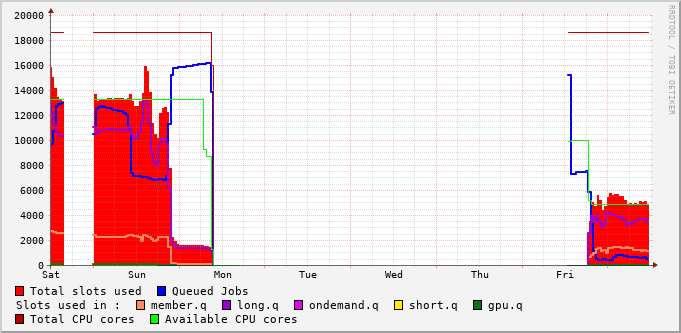 20000
18000
16000
14000
12000
10000
8000
6000
4000
2000
0
Sat Sun Mon Tue Wed Thu Fri
RRDTOOL / TOBI OETIKER
Total slots used Queued Jobs
Slots used in : member.q long.q ondemand.q short.q gpu.q
Total CPU cores Available CPU cores